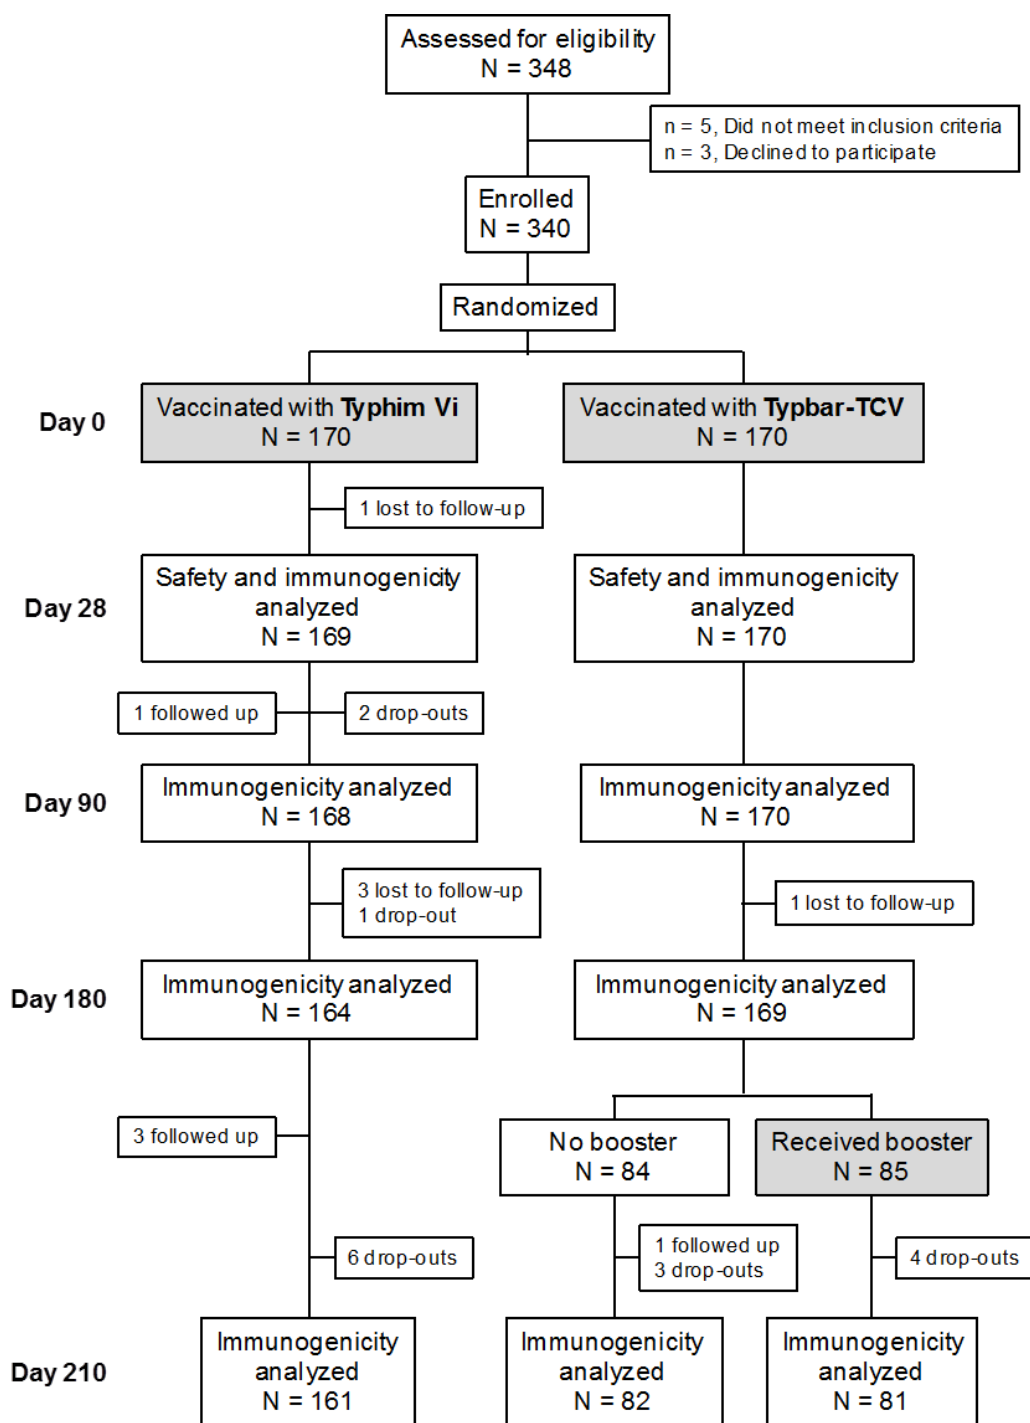 Assessed for eligibility
N = 348
n = 5, Did not meet inclusion criteria
n = 3, Declined to participate
Enrolled
N = 340
Randomized
Day 0
Vaccinated with Typhim Vi
N = 170
Vaccinated with Typbar-TCV
N = 170
1 lost to follow-up
Day 28
Safety and immunogenicity
analyzed
N = 169
Safety and immunogenicity
analyzed
N = 170
1 followed up
2 drop-outs
Day 90
Immunogenicity analyzed
N = 168
Immunogenicity analyzed
N = 170
3 lost to follow-up
1 drop-out
1 lost to follow-up
Day 180
Immunogenicity analyzed
N = 164
Immunogenicity analyzed
N = 169
3 followed up
No booster
N = 84
Received booster
N = 85
6 drop-outs
1 followed up
3 drop-outs
4 drop-outs
Day 210
Immunogenicity
analyzed
N = 161
Immunogenicity
analyzed
N = 82
Immunogenicity
analyzed
N = 81